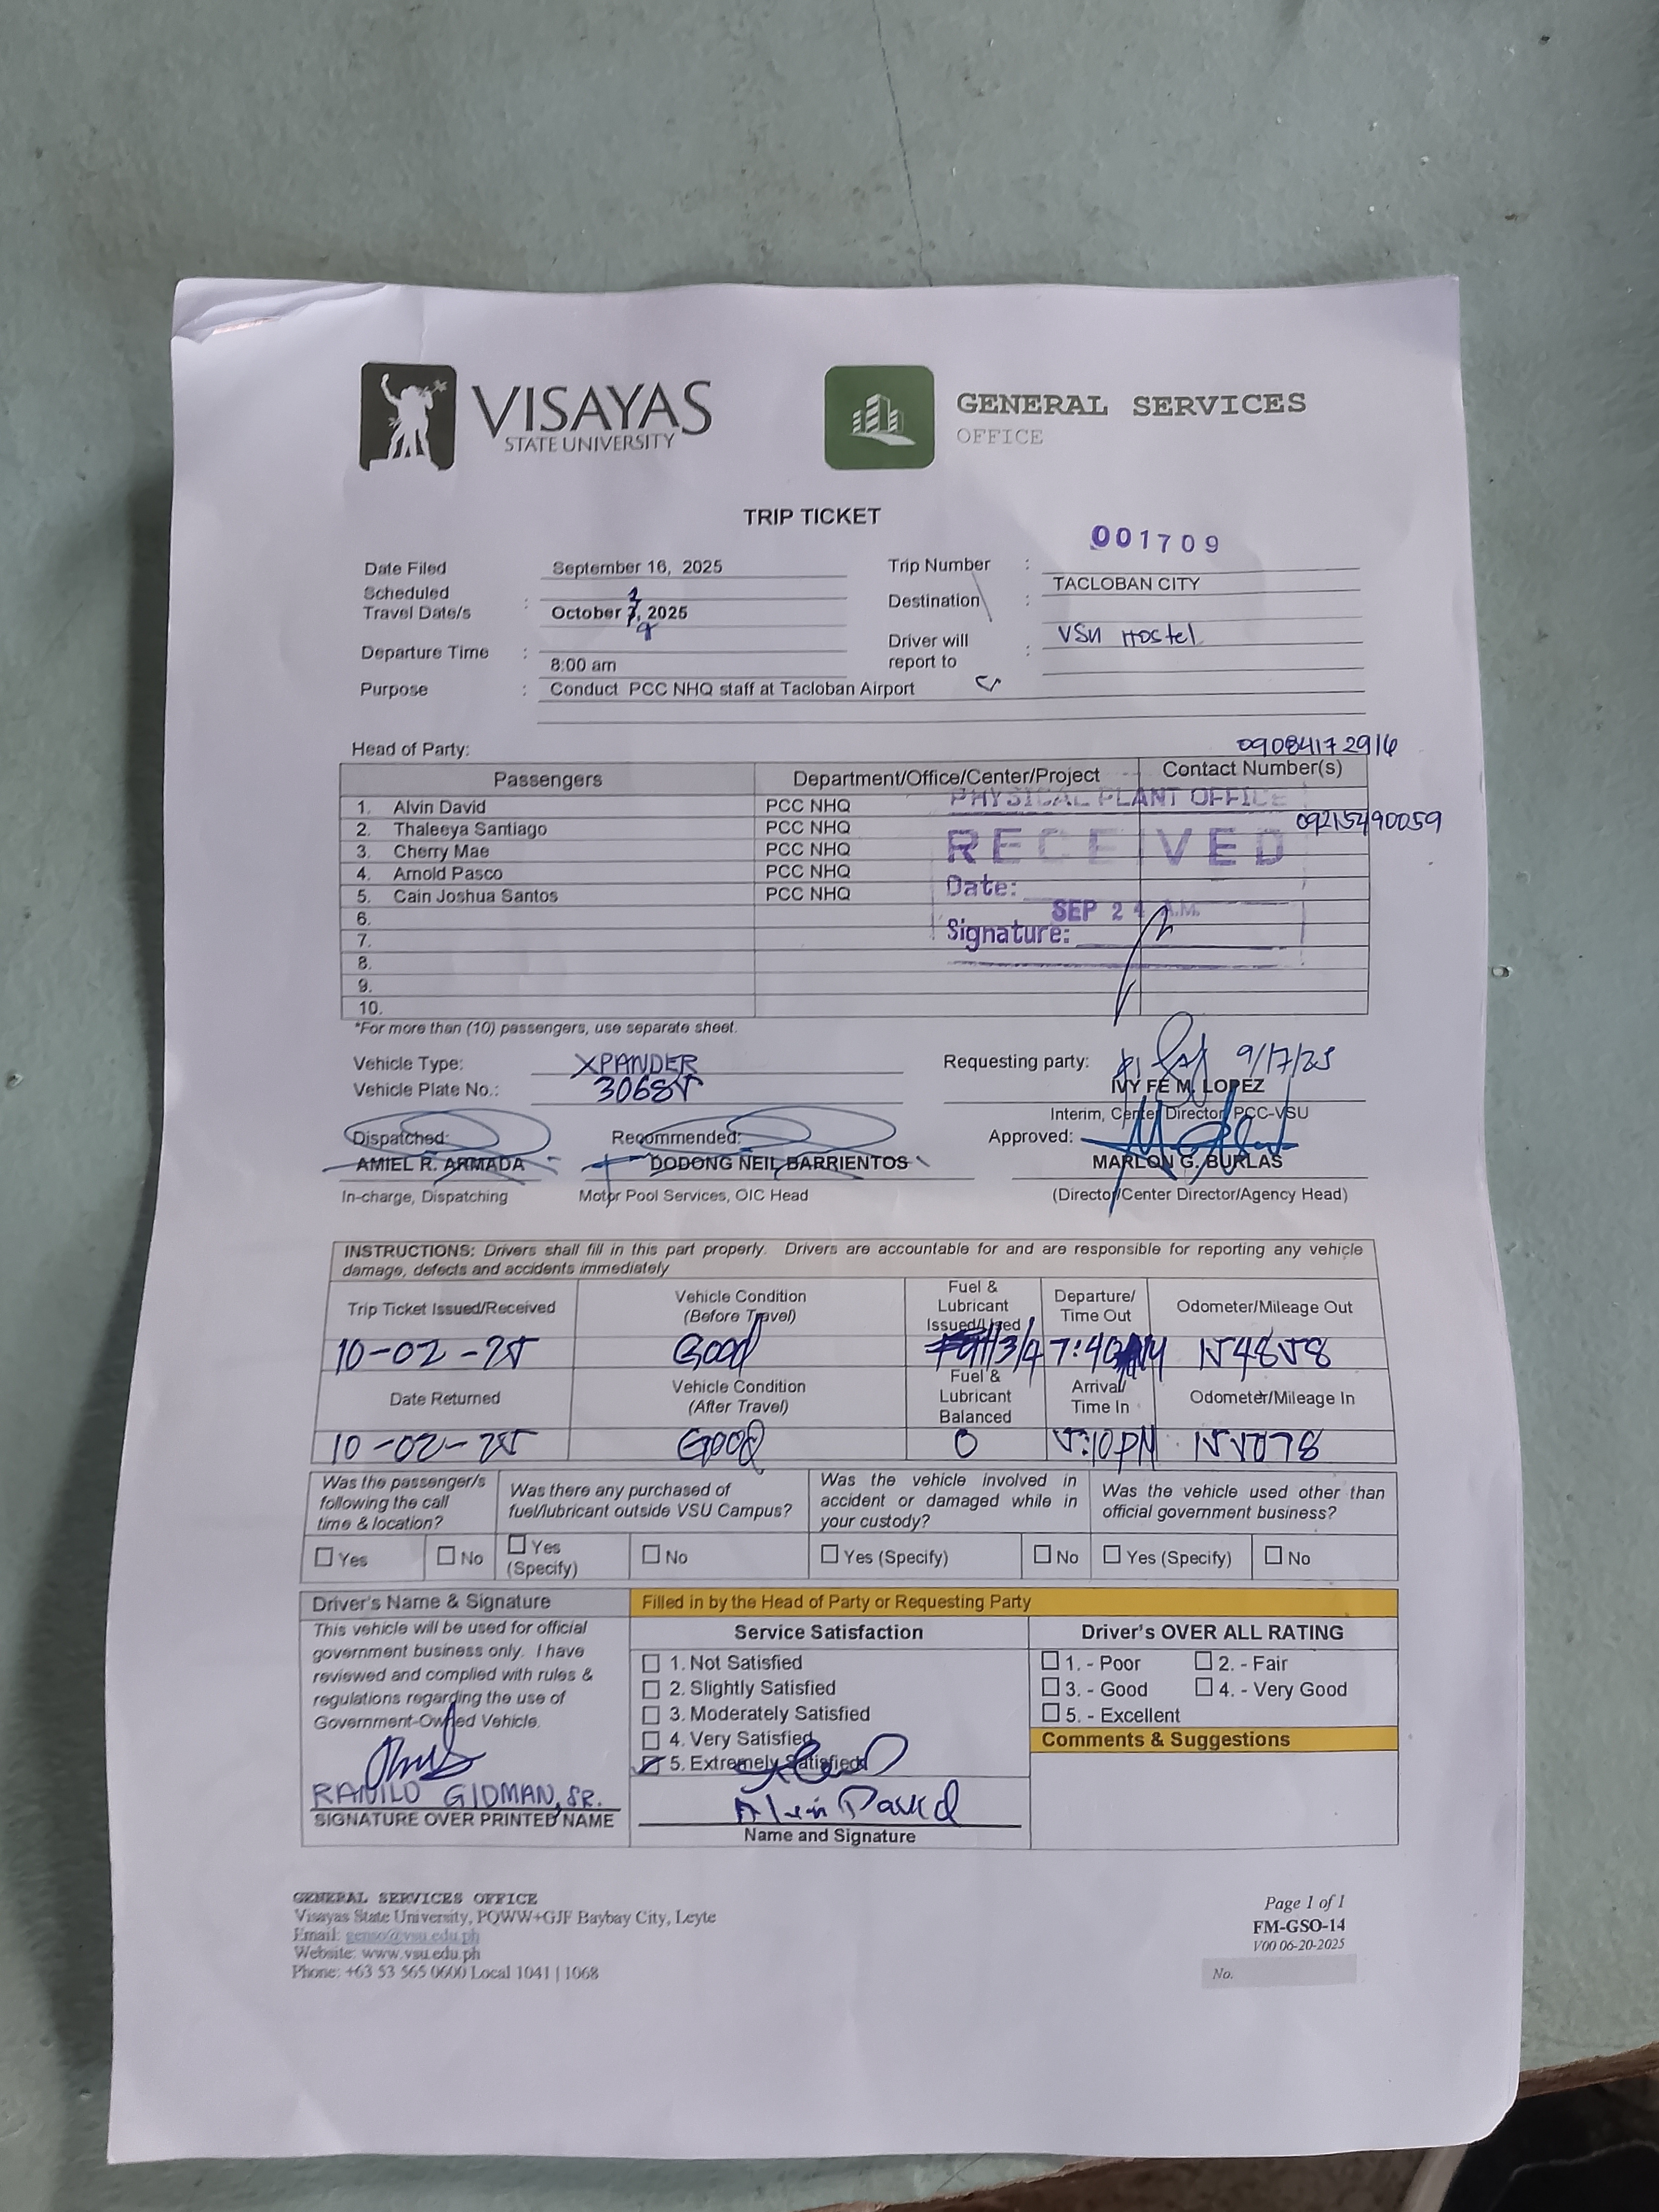 VISAYAS
STATE UNIVERSITY
GENERAL SERVICES
OFFICE
TRIP TICKET
001709
Date Filed September 16, 2025 Trip Number :
Scheduled Travel Date/s : October 2025
Destination : TACLOBAN CITY
Departure Time : 8:00 am
Driver will report to : VSU Hostel
Purpose : Conduct PCC NHQ staff at Tacloban Airport
Head of Party:
09084172916
Passengers Department/Office/Center/Project Contact Number(s)
1. Alvin David PCC NHQ
2. Thaleeya Santiago PCC NHQ 09215490059
3. Cherry Mae PCC NHQ
4. Arnold Pasco PCC NHQ
5. Cain Joshua Santos PCC NHQ
6.
7.
8.
9.
10.
PHYSICAL PLANT OFFICE
RECEIVED
Date:
SEP 24 A.M.
Signature:
*For more than (10) passengers, use separate sheet.
Vehicle Type: XPANDER
Vehicle Plate No.: 30685
Requesting party: 9/17/25
IVY FE M. LOPEZ
Interim, Center Director, PCC-VSU
Dispatched: Recommended: Approved:
AMIEL R. ARMADA DODONG NEIL BARRIENTOS MARLON G. BURLAS
In-charge, Dispatching Motor Pool Services, OIC Head (Director/Center Director/Agency Head)
INSTRUCTIONS: Drivers shall fill in this part properly. Drivers are accountable for and are responsible for reporting any vehicle
damage, defects and accidents immediately
Trip Ticket Issued/Received Vehicle Condition (Before Travel) Fuel & Lubricant Issued/Used Departure/ Time Out Odometer/Mileage Out
10-02-25 Good 3/4 7:40 154858
Date Returned Vehicle Condition (After Travel) Fuel & Lubricant Balanced Arrival/ Time In Odometer/Mileage In
10-02-25 Good 0 5:10PM 155078
Was the passenger/s following the call time & location?
Was there any purchased of fuel/lubricant outside VSU Campus?
Was the vehicle involved in accident or damaged while in your custody?
Was the vehicle used other than official government business?
Yes No Yes (Specify) No Yes (Specify) No Yes (Specify) No
Driver's Name & Signature
This vehicle will be used for official
government business only. I have
reviewed and complied with rules &
regulations regarding the use of
Government-Owned Vehicle.
RANILO GIDMAN, SR.
SIGNATURE OVER PRINTED NAME
Filled in by the Head of Party or Requesting Party
Service Satisfaction
1. Not Satisfied
2. Slightly Satisfied
3. Moderately Satisfied
4. Very Satisfied
5. Extremely Satisfied
Alvin David
Name and Signature
Driver's OVER ALL RATING
1. - Poor 2. - Fair
3. - Good 4. - Very Good
5. - Excellent
Comments & Suggestions
GENERAL SERVICES OFFICE
Visayas State University, PQWW+GJF Baybay City, Leyte
Email: genso@vsu.edu.ph
Website: www.vsu.edu.ph
Phone: +63 53 565 0600 Local 1041 | 1068
Page 1 of 1
FM-GSO-14
V00 06-20-2025
No.